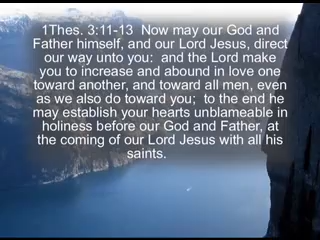 1Thes. 3:11-13  Now may our God and
Father himself, and our Lord Jesus, direct
our way unto you:  and the Lord make
you to increase and abound in love one
toward another, and toward all men, even
as we also do toward you;  to the end he
may establish your hearts unblameable in
holiness before our God and Father, at
the coming of our Lord Jesus with all his
saints.